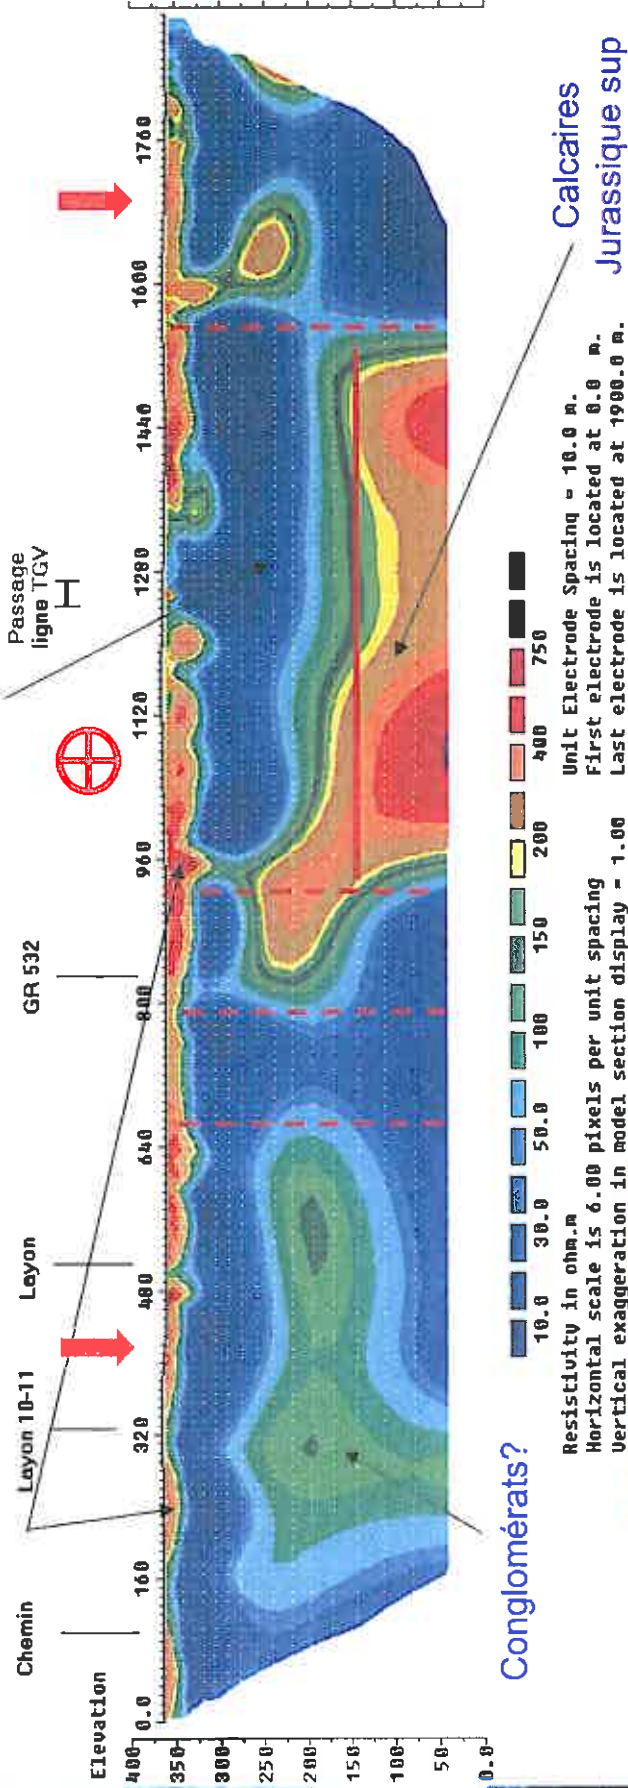 Passage
ligne TGV
GR 532
Layon
Layon 10-11
Chemin
Elevation
0.0 160 320 480 640 800 960 1120 1280 1440 1600 1760
400
350
300
250
200
150
100
50
0.0
Conglomérats?
Calcaires
Jurassique sup
10.0 30.0 50.0 100 150 200 400 750
Resistivity in ohm.m
Horizontal scale is 6.00 pixels per unit spacing
Vertical exaggeration in model section display = 1.00
Unit Electrode Spacing = 10.0 m.
First electrode is located at 0.0 m.
Last electrode is located at 1900.0 m.